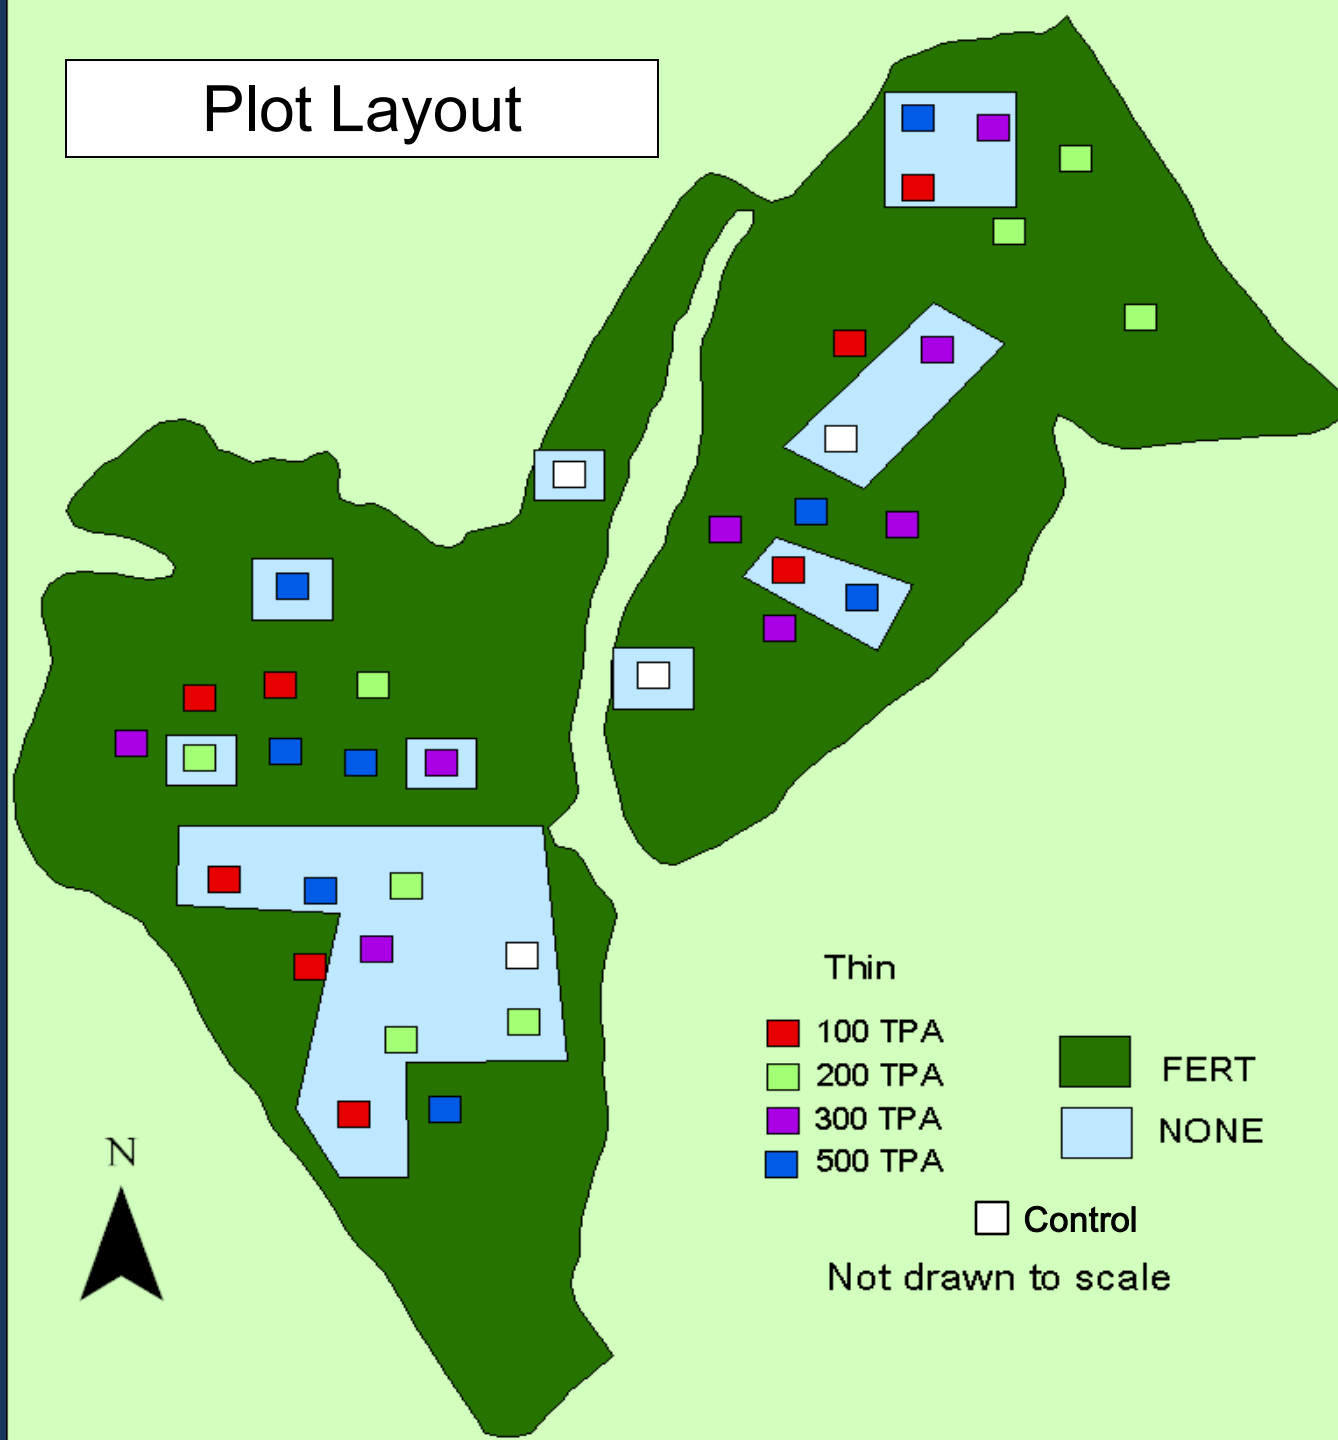 Plot Layout
Thin
100 TPA
200 TPA
300 TPA
500 TPA
FERT
NONE
Control
Not drawn to scale
N